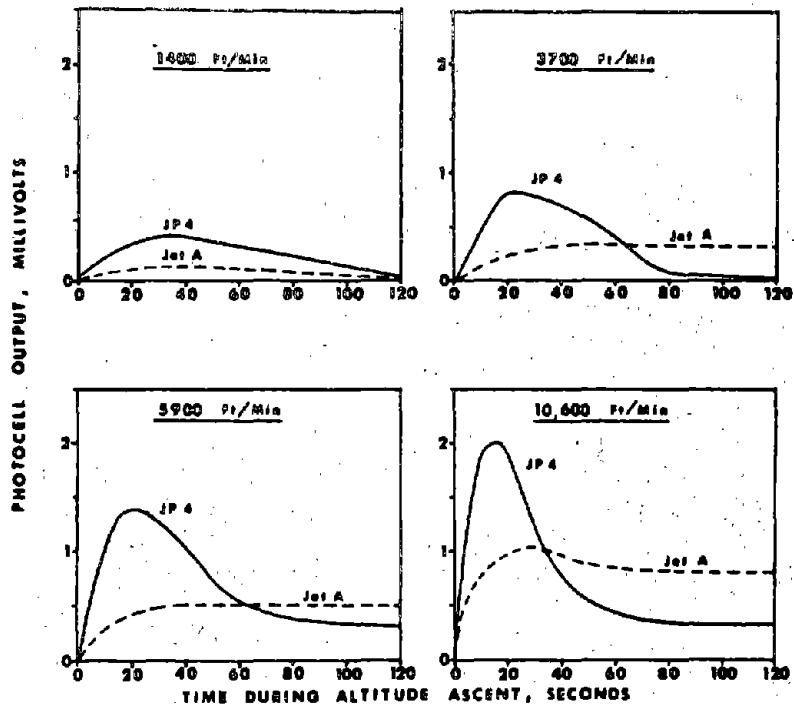 PHOTOCELL OUTPUT, MILLIVOLTS
1400 Ft/Min
2
1
0
JP 4
Jet A
0 20 40 60 80 100 120
3700 Ft/Min
2
1
0
JP 4
Jet A
0 20 40 60 80 100 120
5900 Ft/Min
2
1
0
JP 4
Jet A
0 20 40 60 80 100 120
10,600 Ft/Min
2
1
0
JP 4
Jet A
0 20 40 60 80 100 120
TIME DURING ALTITUDE ASCENT, SECONDS